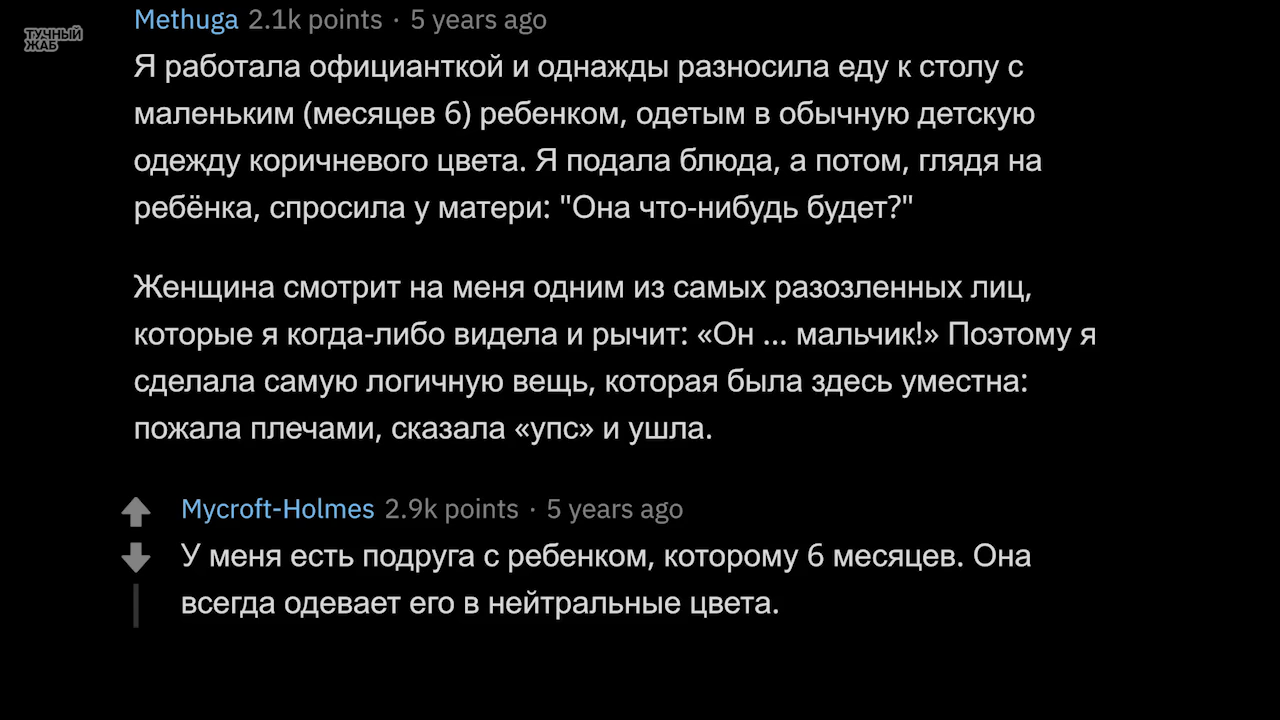 ТУЧНЫЙ
ЖАБ
Methuga 2.1k points · 5 years ago
Я работала официанткой и однажды разносила еду к столу с
маленьким (месяцев 6) ребенком, одетым в обычную детскую
одежду коричневого цвета. Я подала блюда, а потом, глядя на
ребёнка, спросила у матери: "Она что-нибудь будет?"
Женщина смотрит на меня одним из самых разозленных лиц,
которые я когда-либо видела и рычит: «Он ... мальчик!» Поэтому я
сделала самую логичную вещь, которая была здесь уместна:
пожала плечами, сказала «упс» и ушла.
Mycroft-Holmes 2.9k points · 5 years ago
У меня есть подруга с ребенком, которому 6 месяцев. Она
всегда одевает его в нейтральные цвета.